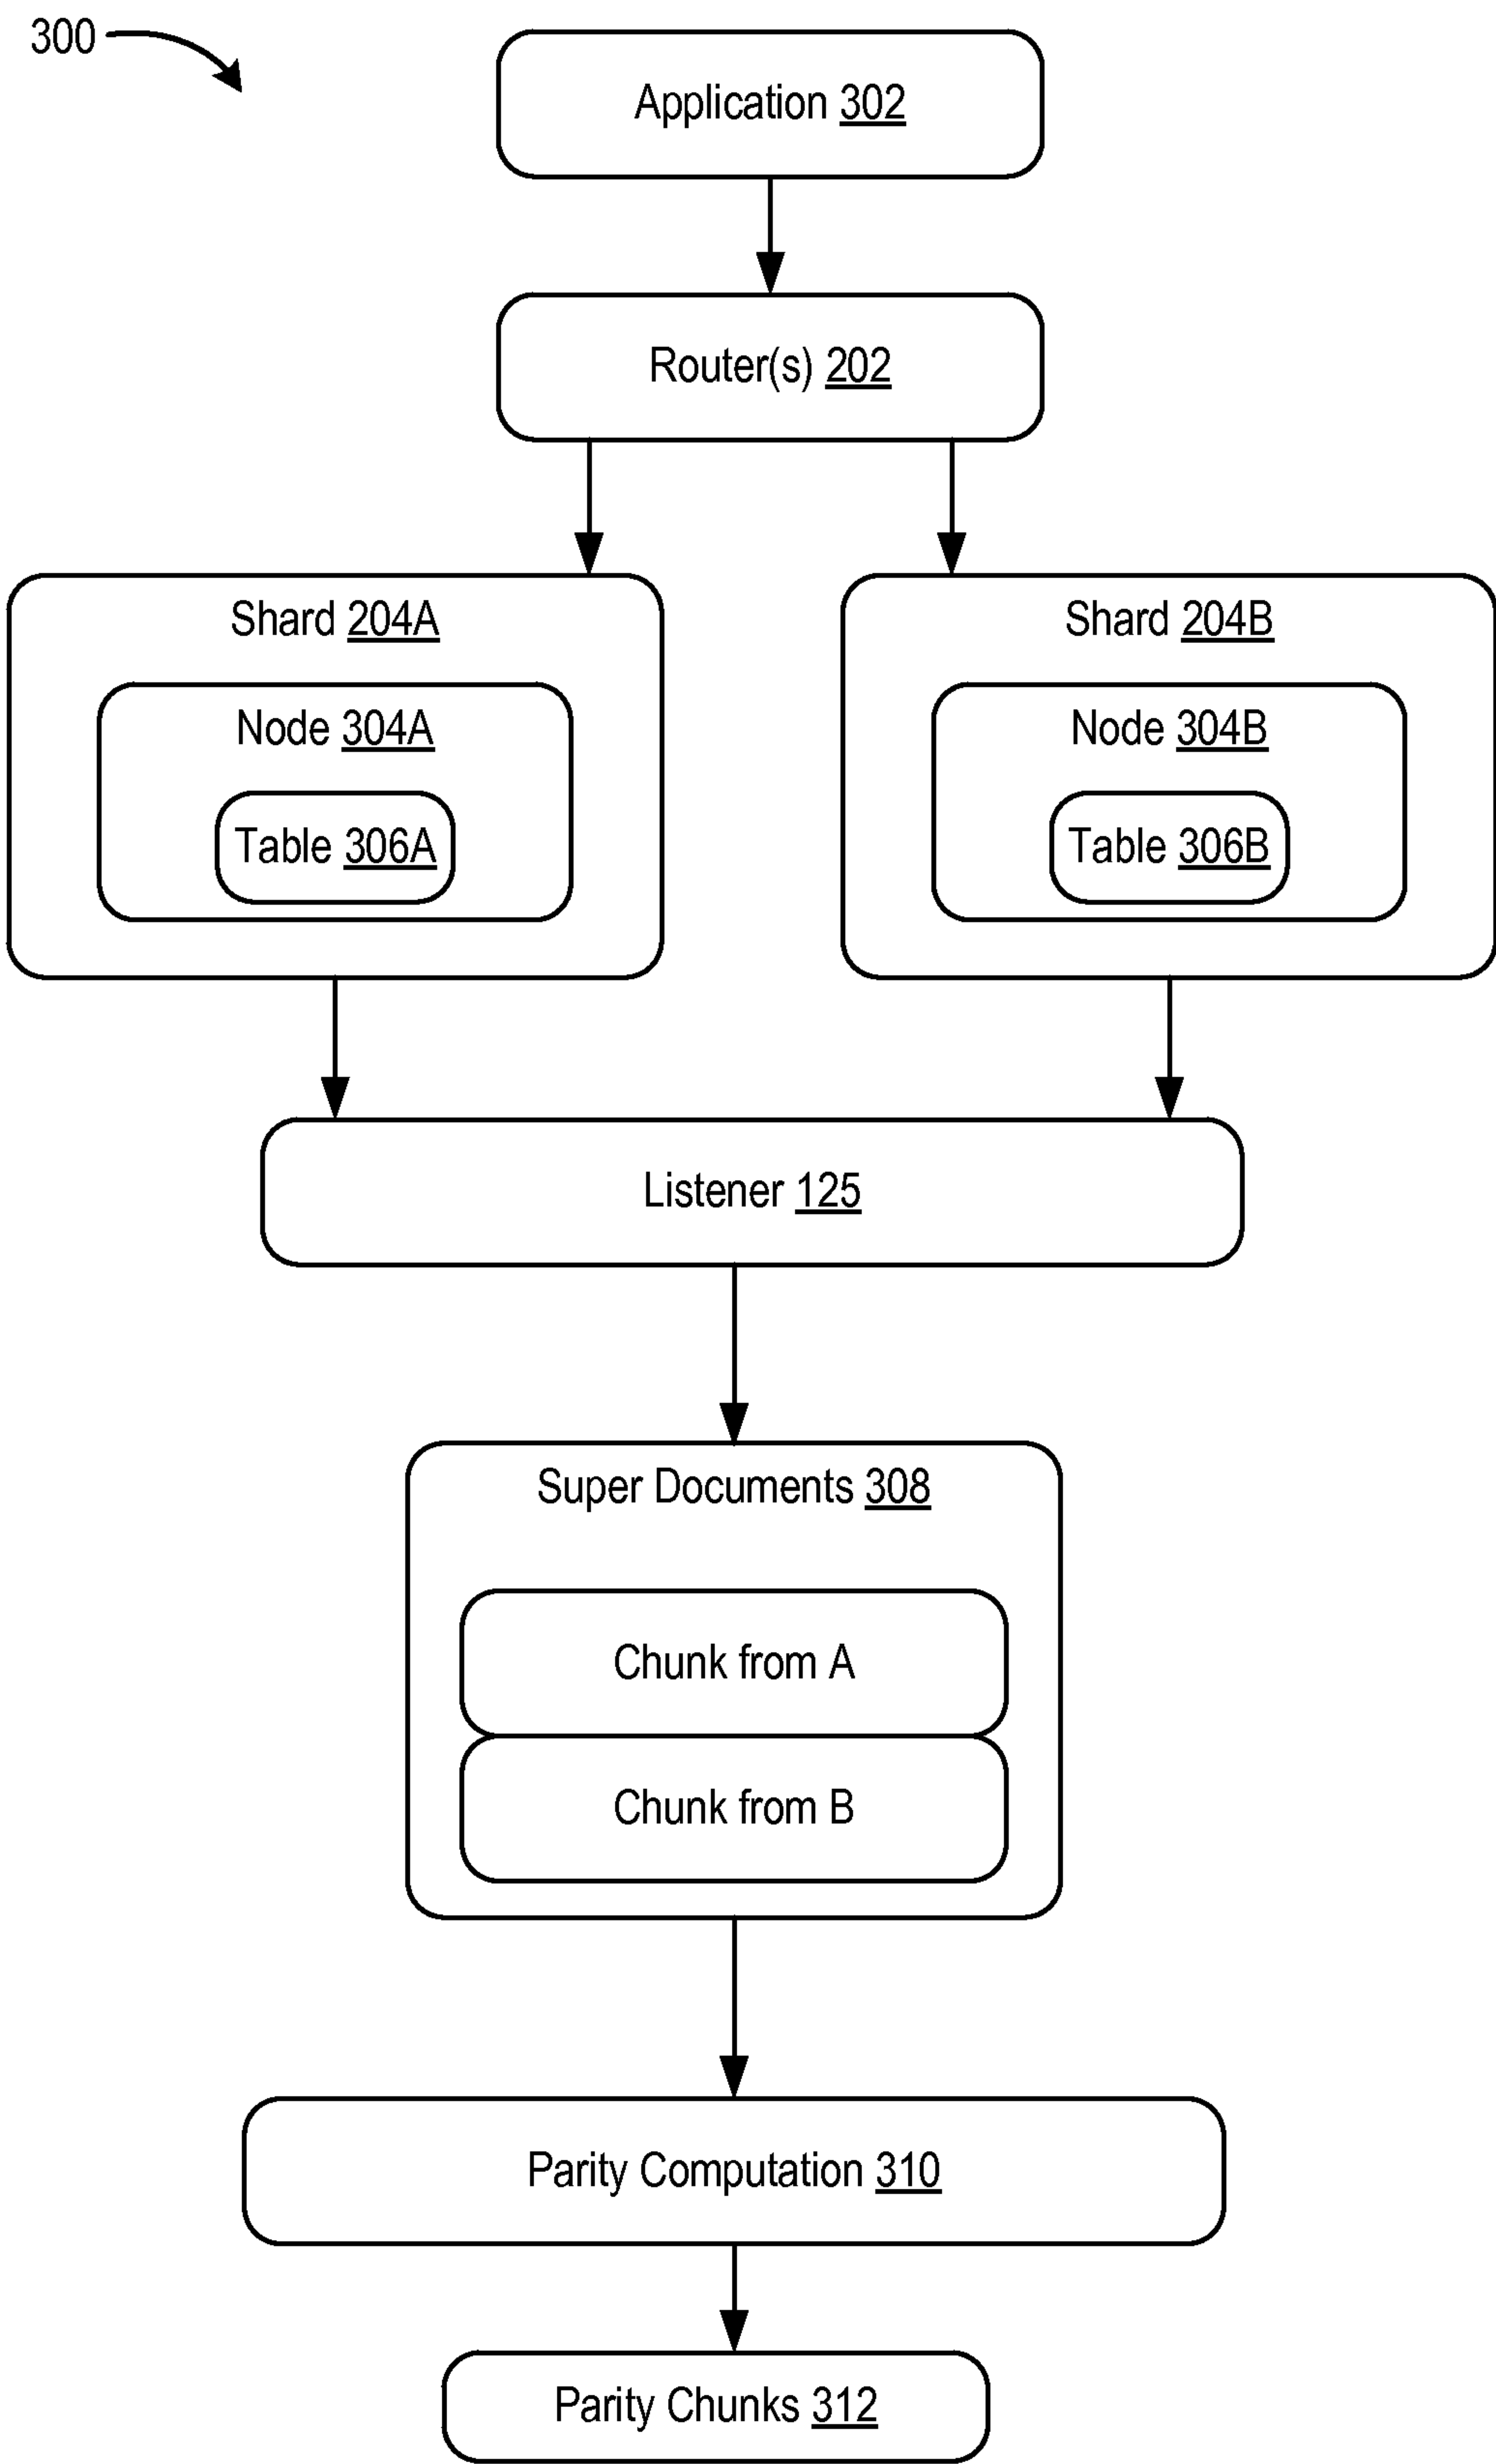 300
Application 302
Router(s) 202
Shard 204A
Shard 204B
Node 304A
Node 304B
Table 306A
Table 306B
Listener 125
Super Documents 308
Chunk from A
Chunk from B
Parity Computation 310
Parity Chunks 312